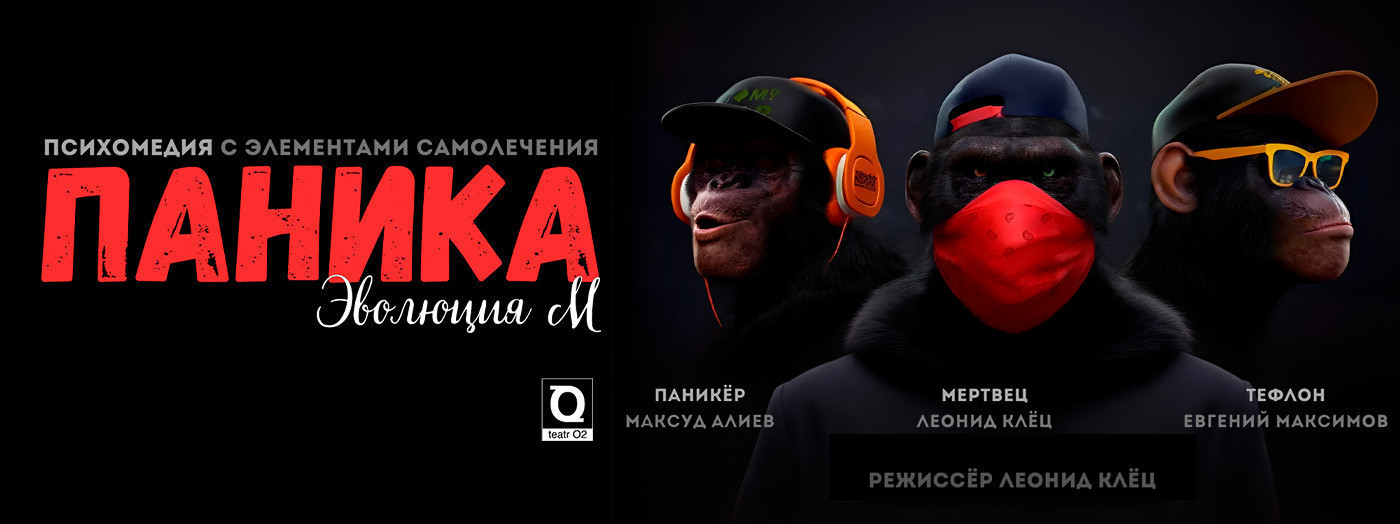 ПСИХОМЕДИЯ С ЭЛЕМЕНТАМИ САМОЛЕЧЕНИЯ
ПАНИКА
Эволюция М
teatr O2
ПАНИКЁР
МАКСУД АЛИЕВ
МЕРТВЕЦ
ЛЕОНИД КЛЁЦ
ТЕФЛОН
ЕВГЕНИЙ МАКСИМОВ
РЕЖИССЁР ЛЕОНИД КЛЁЦ